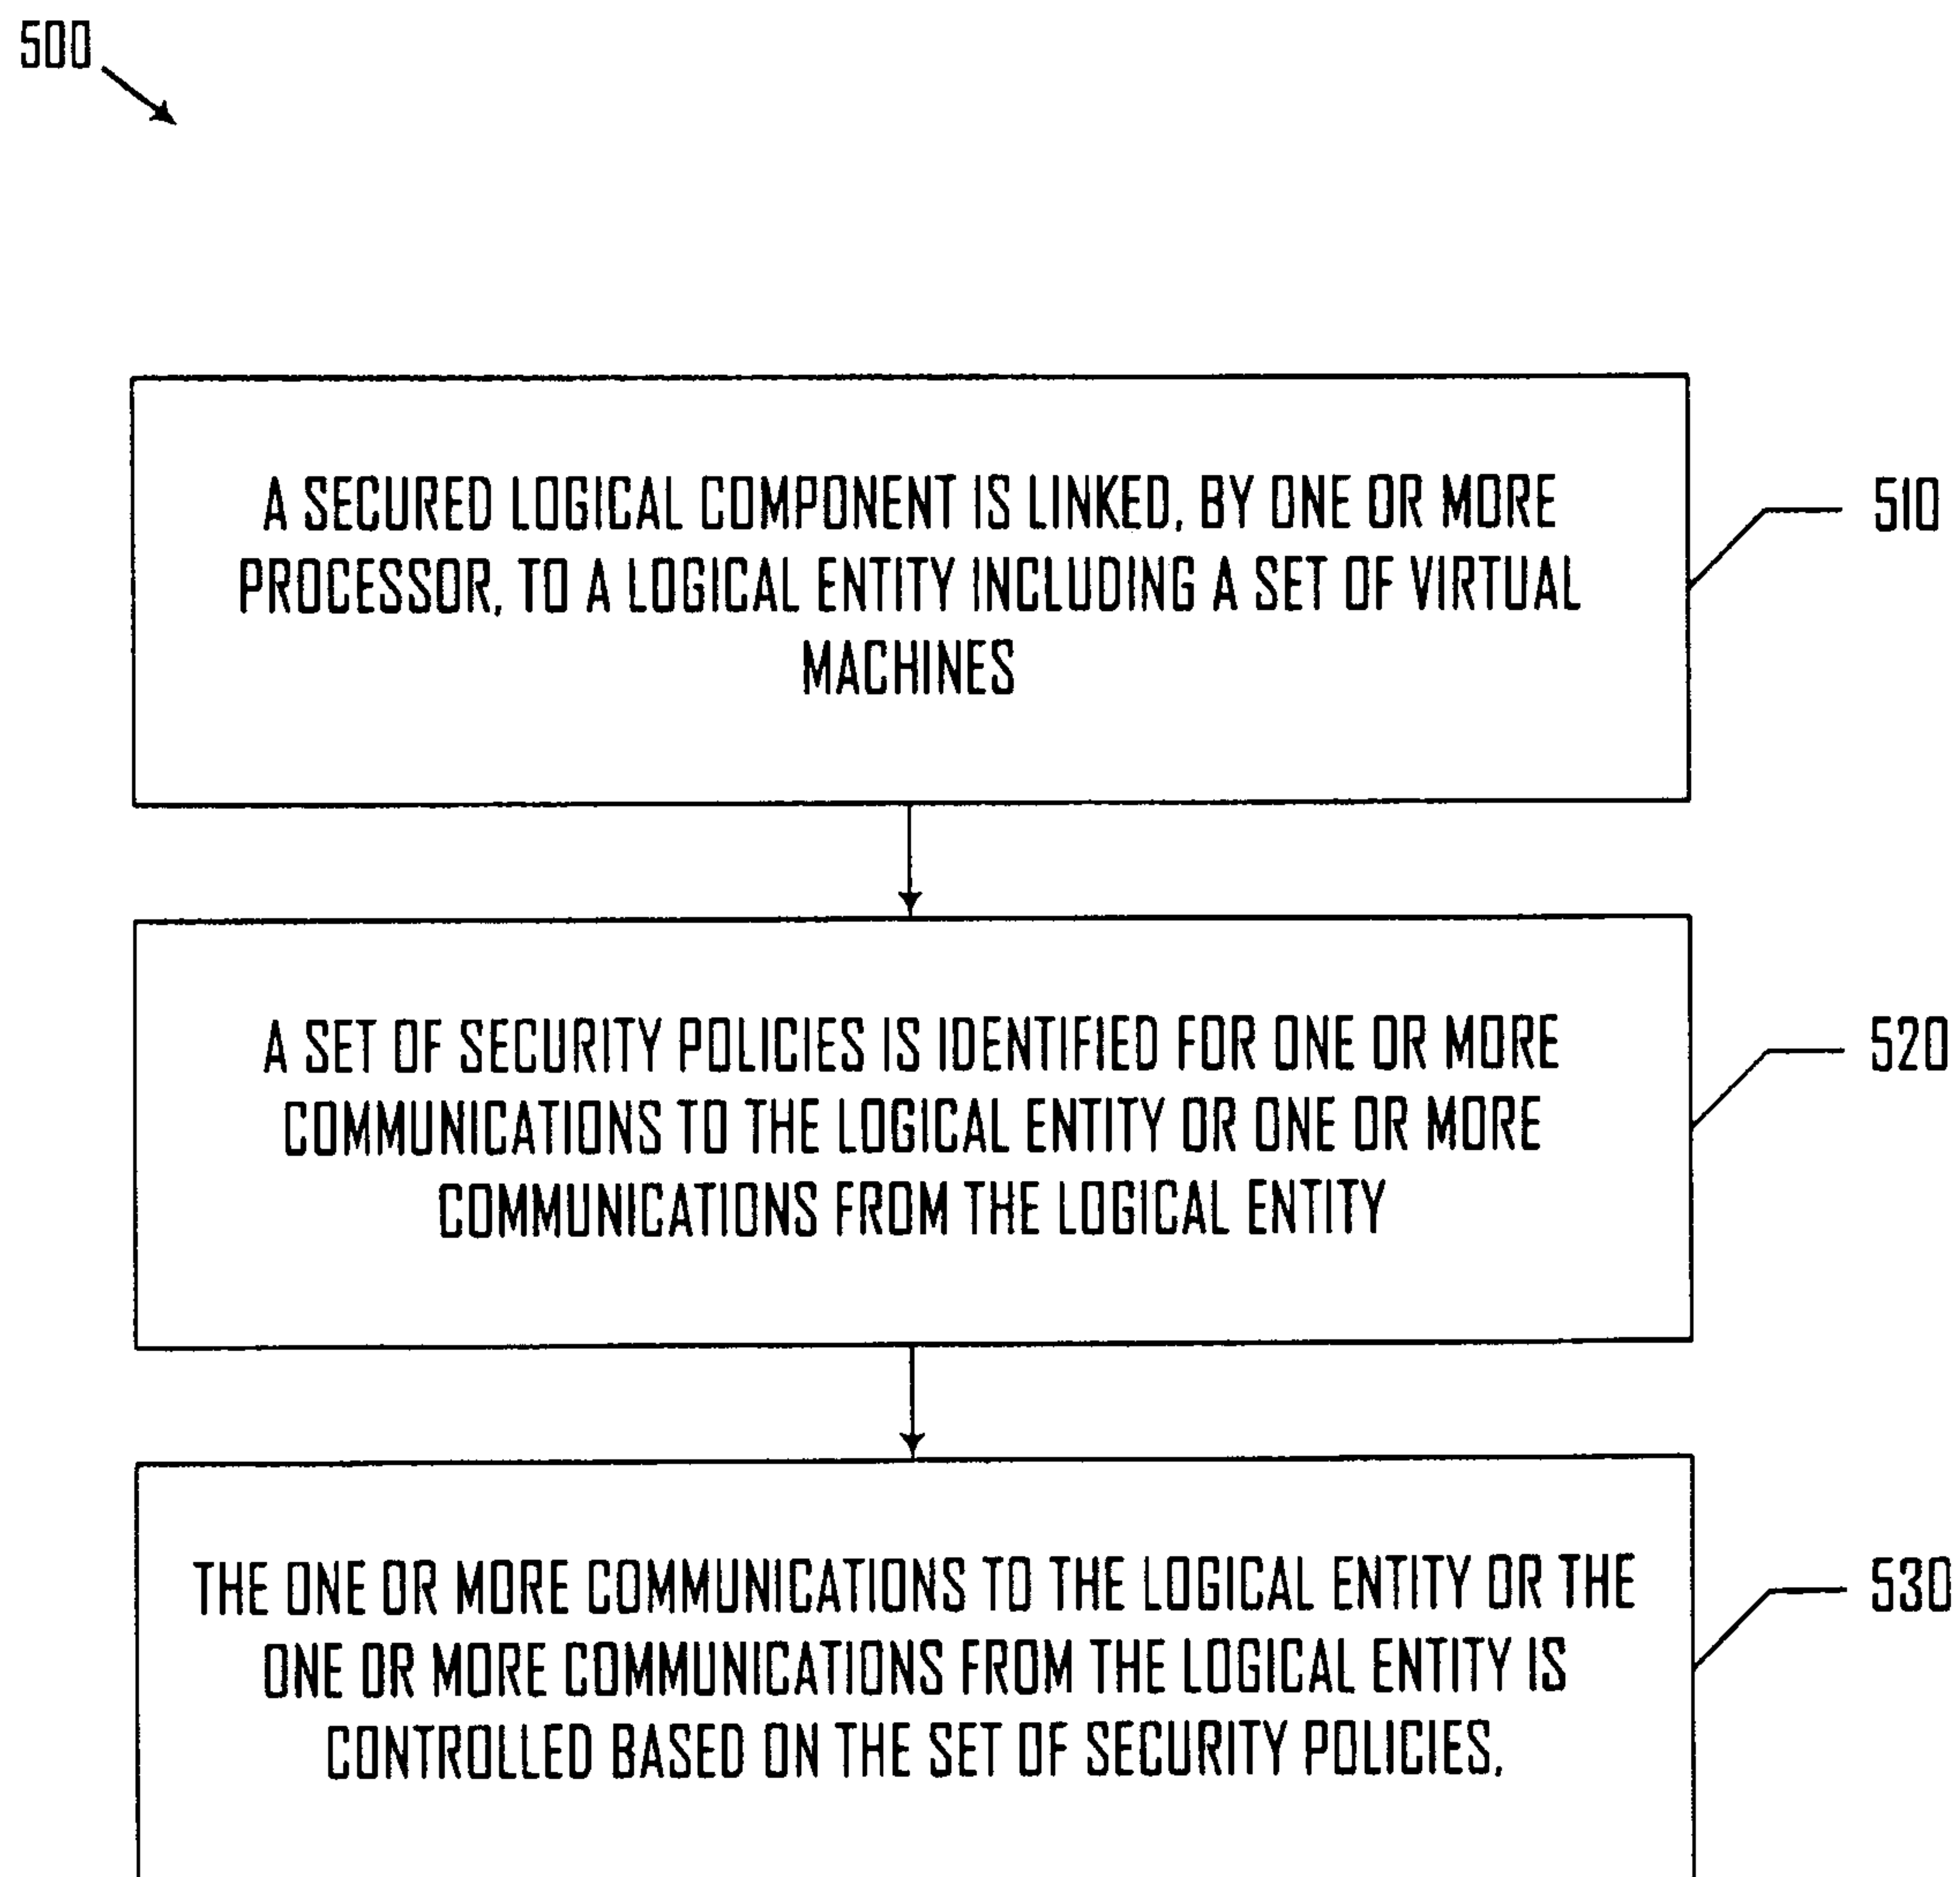 500
A SECURED LOGICAL COMPONENT IS LINKED, BY ONE OR MORE
PROCESSOR, TO A LOGICAL ENTITY INCLUDING A SET OF VIRTUAL
MACHINES
510
A SET OF SECURITY POLICIES IS IDENTIFIED FOR ONE OR MORE
COMMUNICATIONS TO THE LOGICAL ENTITY OR ONE OR MORE
COMMUNICATIONS FROM THE LOGICAL ENTITY
520
THE ONE OR MORE COMMUNICATIONS TO THE LOGICAL ENTITY OR THE
ONE OR MORE COMMUNICATIONS FROM THE LOGICAL ENTITY IS
CONTROLLED BASED ON THE SET OF SECURITY POLICIES.
530